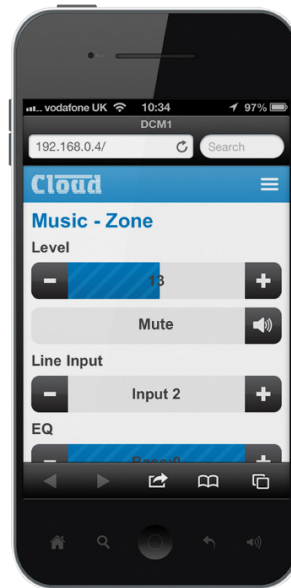 vodafone UK 10:34 97%
DCM1
192.168.0.4/ Search
Cloud
Music - Zone
Level
- 13 +
Mute
Line Input
- Input 2 +
EQ